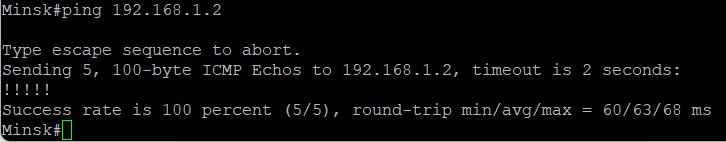 Minsk#ping 192.168.1.2
Type escape sequence to abort.
Sending 5, 100-byte ICMP Echos to 192.168.1.2, timeout is 2 seconds:
!!!!!
Success rate is 100 percent (5/5), round-trip min/avg/max = 60/63/68 ms
Minsk#